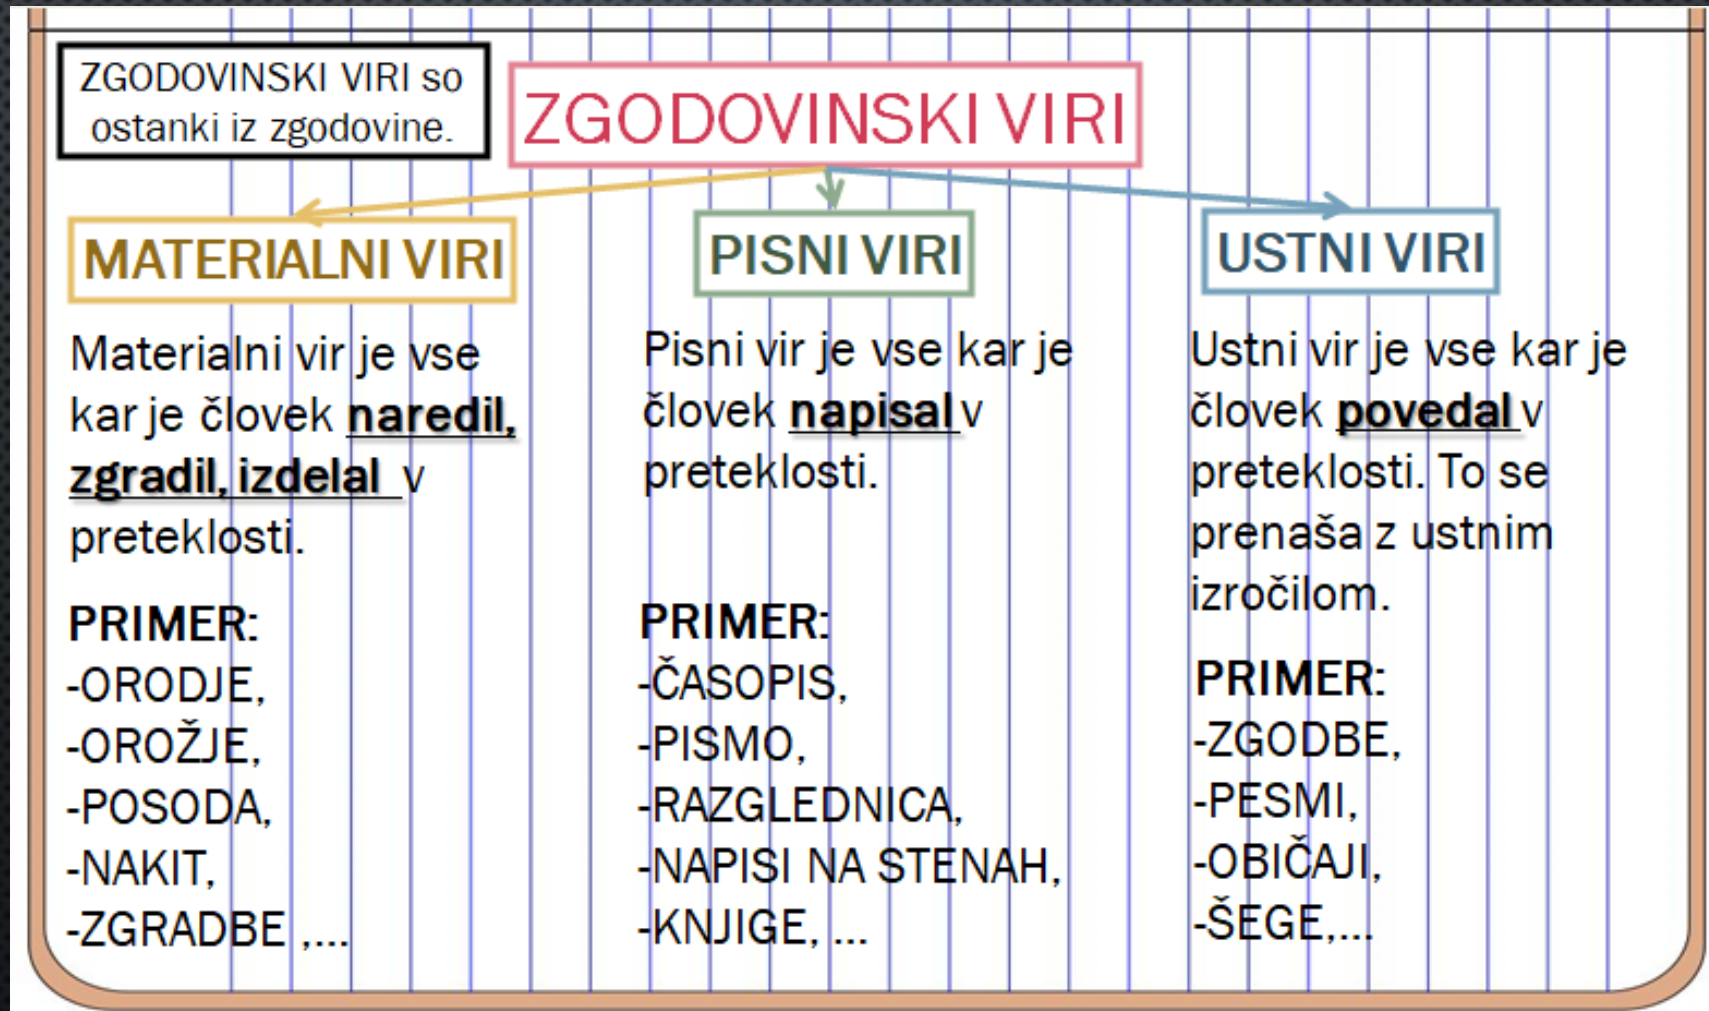 ZGODOVINSKI VIRI so
ostanki iz zgodovine.
ZGODOVINSKI VIRI
MATERIALNI VIRI
Materialni vir je vse
kar je človek naredil,
zgradil, izdelal v
preteklosti.
PRIMER:
-ORODJE,
-OROŽJE,
-POSODA,
-NAKIT,
-ZGRADBE ,...
PISNI VIRI
Pisni vir je vse kar je
človek napisal v
preteklosti.
PRIMER:
-ČASOPIS,
-PISMO,
-RAZGLEDNICA,
-NAPISI NA STENAH,
-KNJIGE, ...
USTNI VIRI
Ustni vir je vse kar je
človek povedal v
preteklosti. To se
prenaša z ustnim
izročilom.
PRIMER:
-ZGODBE,
-PESMI,
-OBIČAJI,
-ŠEGE,...